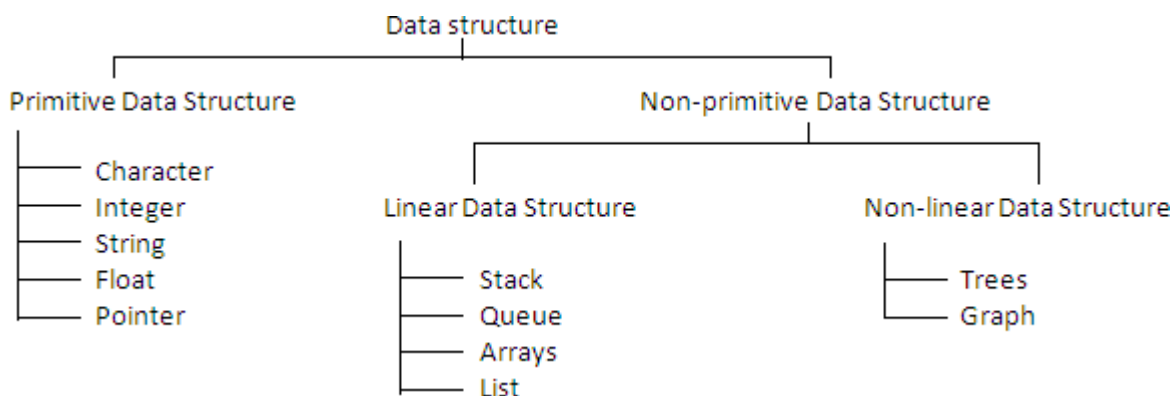 Data structure
Primitive Data Structure
Non-primitive Data Structure
Character
Integer
String
Float
Pointer
Linear Data Structure
Stack
Queue
Arrays
List
Non-linear Data Structure
Trees
Graph